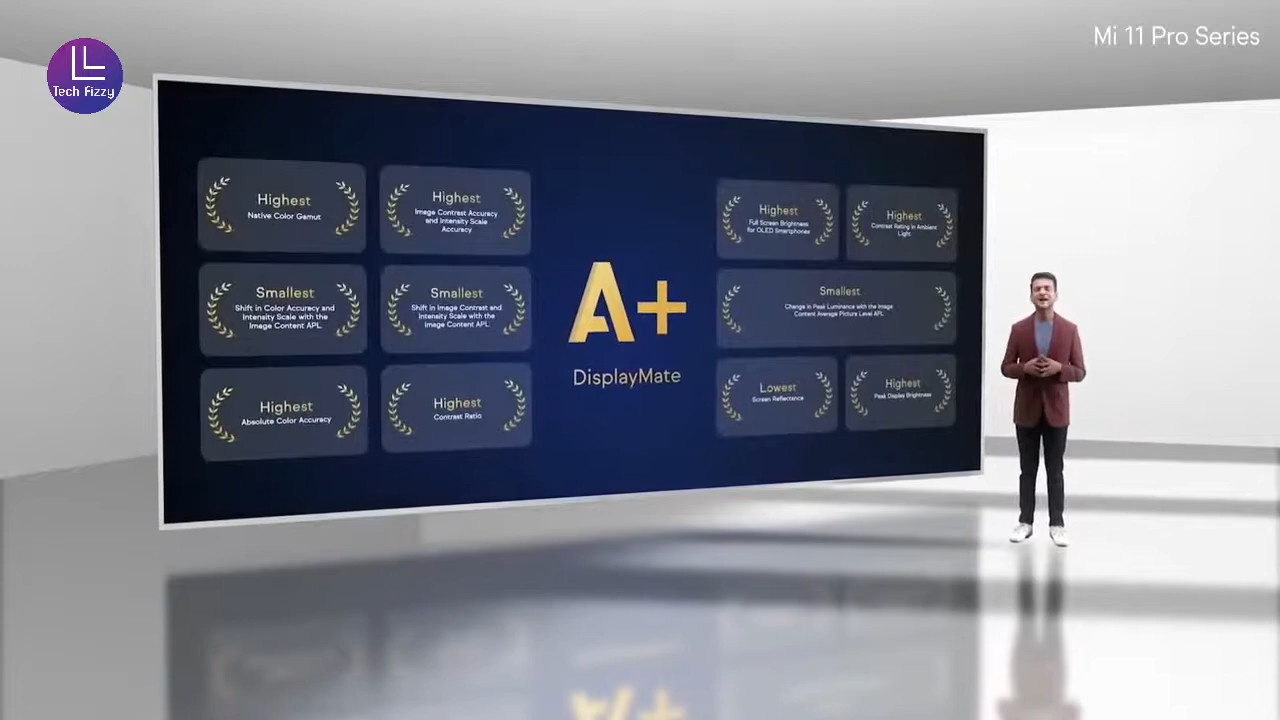 Mi 11 Pro Series
Tech Fizzy
Highest
Native Color Gamut
Highest
Image Contrast Accuracy
and Intensity Scale
Accuracy
Smallest
Shift in Color Accuracy and
Intensity Scale with the
Image Content APL
Smallest
Shift in Image Contrast and
Intensity Scale with the
Image Content APL
Highest
Absolute Color Accuracy
Highest
Contrast Ratio
A+
DisplayMate
Highest
Full Screen Brightness
for OLED Smartphones
Highest
Contrast Rating in Ambient
Light
Smallest
Change in Peak Luminance with the Image
Content Average Picture Level APL
Lowest
Screen Reflectance
Highest
Peak Display Brightness
A+